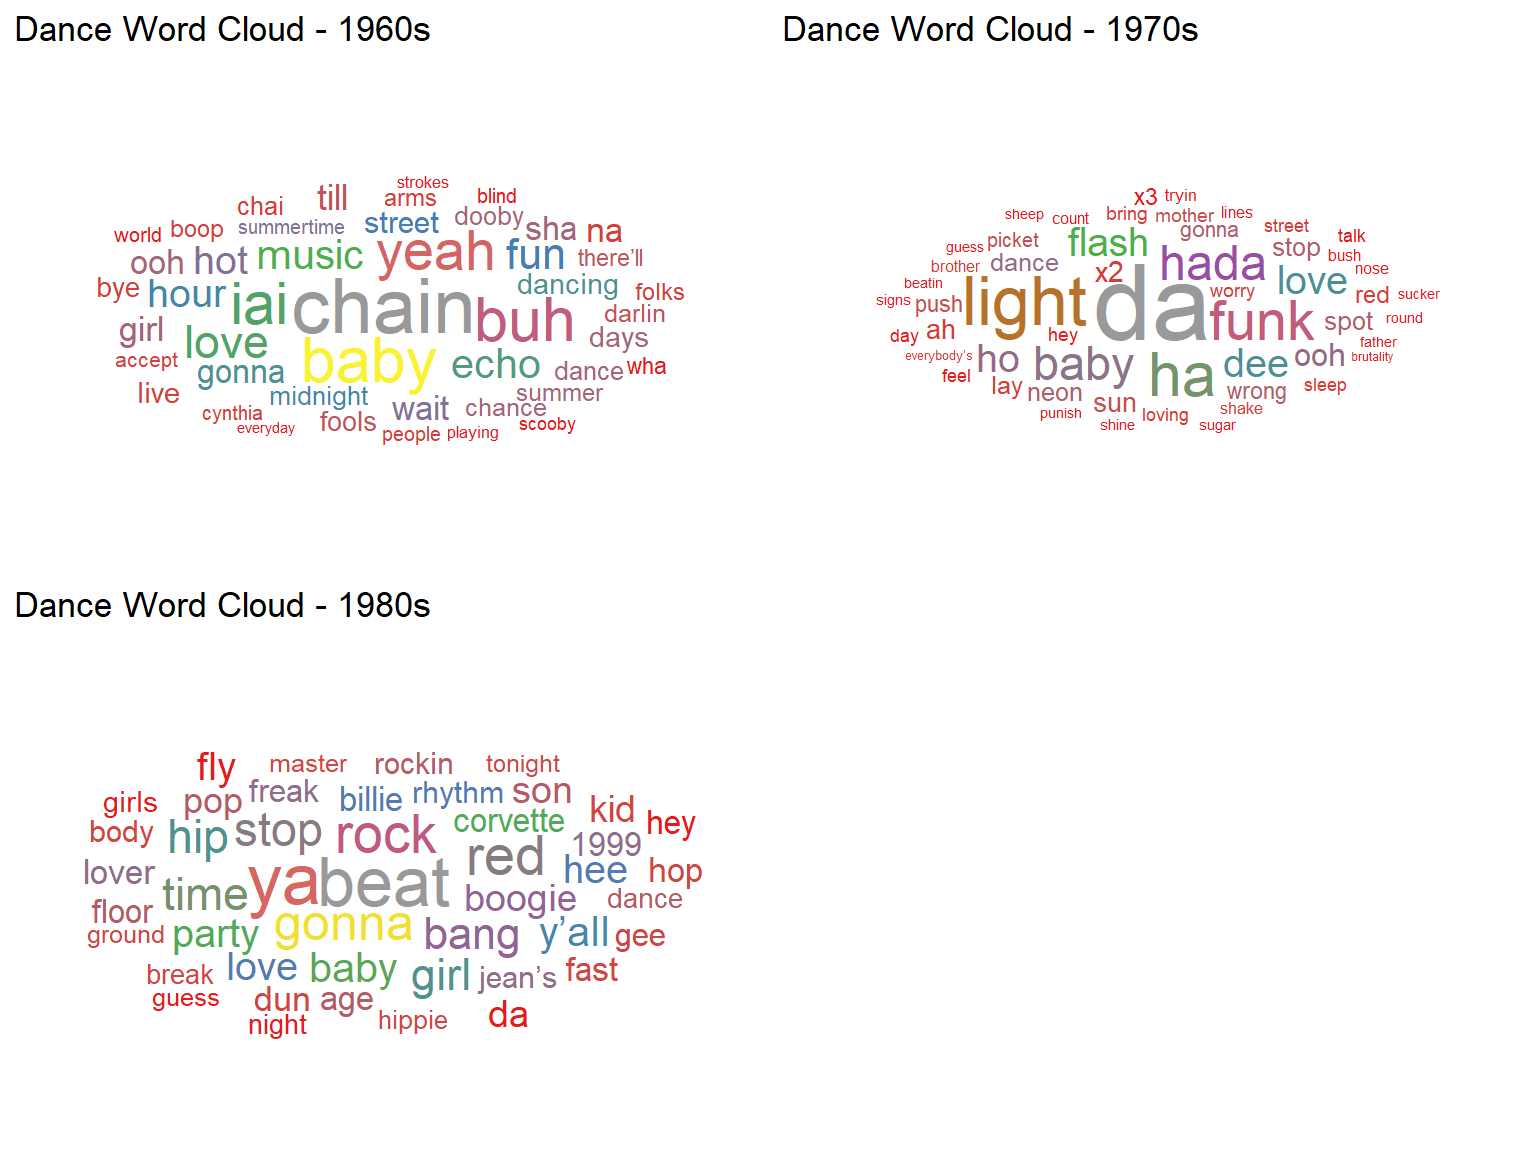 Dance Word Cloud - 1960s
strokes
till arms blind
chai
world boop summertime street dooby sha na
ooh hot music yeah fun there’ll
bye hour iai chain buh dancing folks
darlin
girl love days
accept gonna baby echo dance wha
live midnight wait chance summer
cynthia everyday fools people playing scooby
Dance Word Cloud - 1970s
x3 tryin
sheep count bring mother lines
guess picket flash gonna street stop talk
brother dance x2 hada love bush nose
beatin light da worry red sucker
signs push funk spot round
day ah hey father
everybody’s ho baby ha dee ooh brutality
feel lay neon sun wrong sleep
punish loving shake
shine sugar
Dance Word Cloud - 1980s
fly master rockin tonight
girls pop freak billie rhythm son kid
body hip stop rock corvette 1999 hey
lover time ya beat red hee hop
floor boogie dance
ground party gonna bang y’all gee
break love baby girl jean’s fast
guess dun age
night hippie da